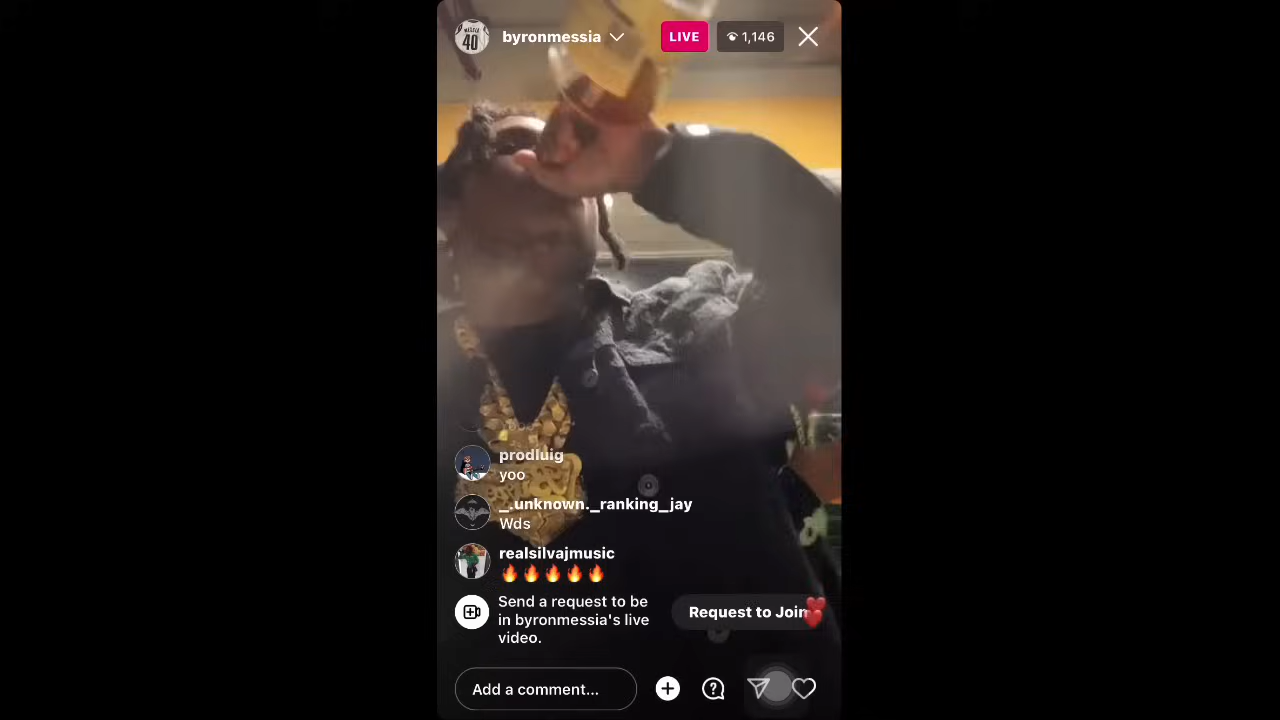 byronmessia
LIVE
1,146
prodluig
yoo
_.unknown._ranking_jay
Wds
realsilvajmusic
🔥🔥🔥🔥🔥
Send a request to be
in byronmessia's live
video.
Request to Join
Add a comment...
40